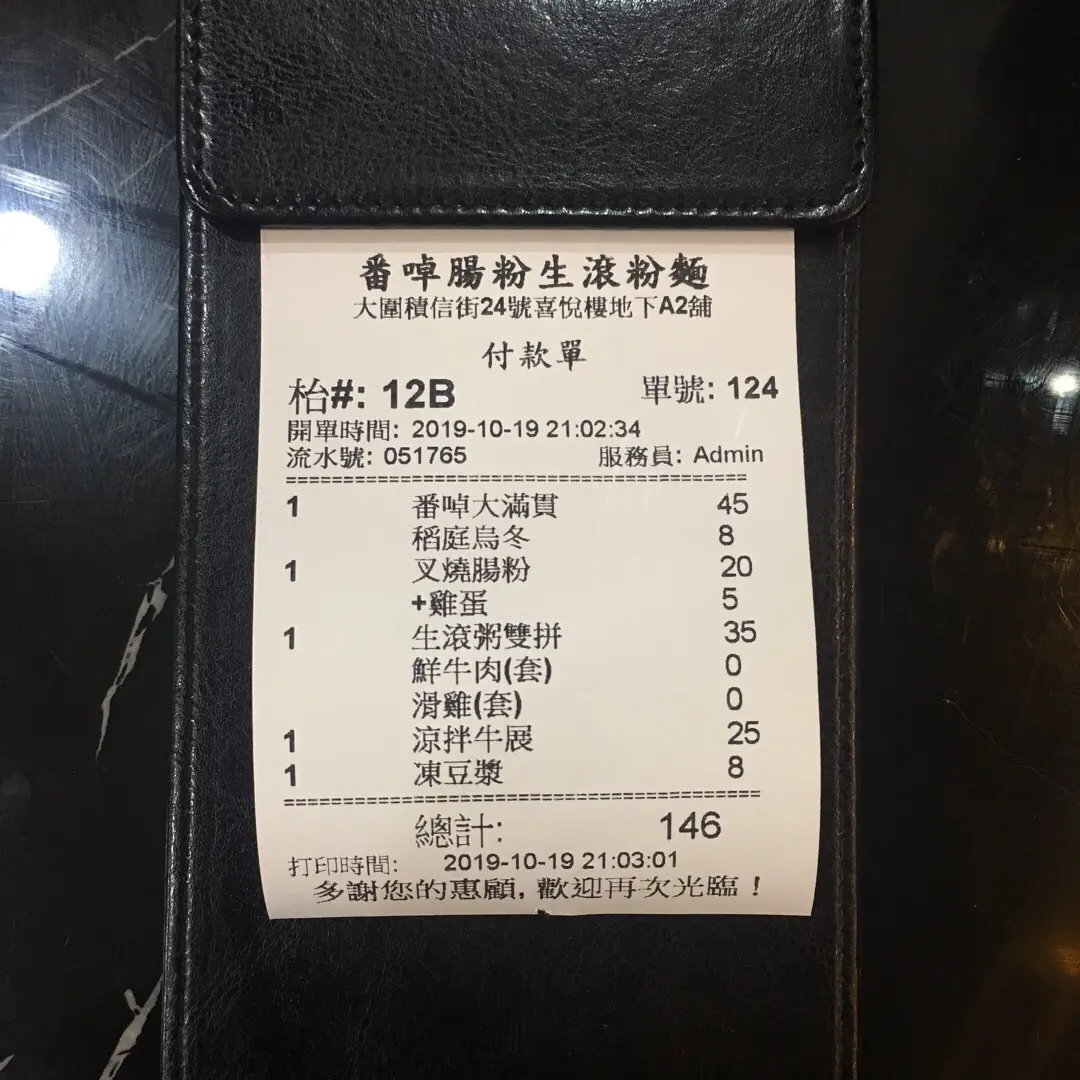 番啅腸粉生滾粉麵
大圍積信街24號喜悅樓地下A2舖
付款單
枱#: 12B 單號: 124
開單時間: 2019-10-19 21:02:34
流水號: 051765 服務員: Admin
======================================
1 番啅大滿貫 45
稻庭烏冬 8
1 叉燒腸粉 20
+雞蛋 5
1 生滾粥雙拼 35
鮮牛肉(套) 0
滑雞(套) 0
1 涼拌牛展 25
1 凍豆漿 8
======================================
總計: 146
打印時間: 2019-10-19 21:03:01
多謝您的惠顧, 歡迎再次光臨！